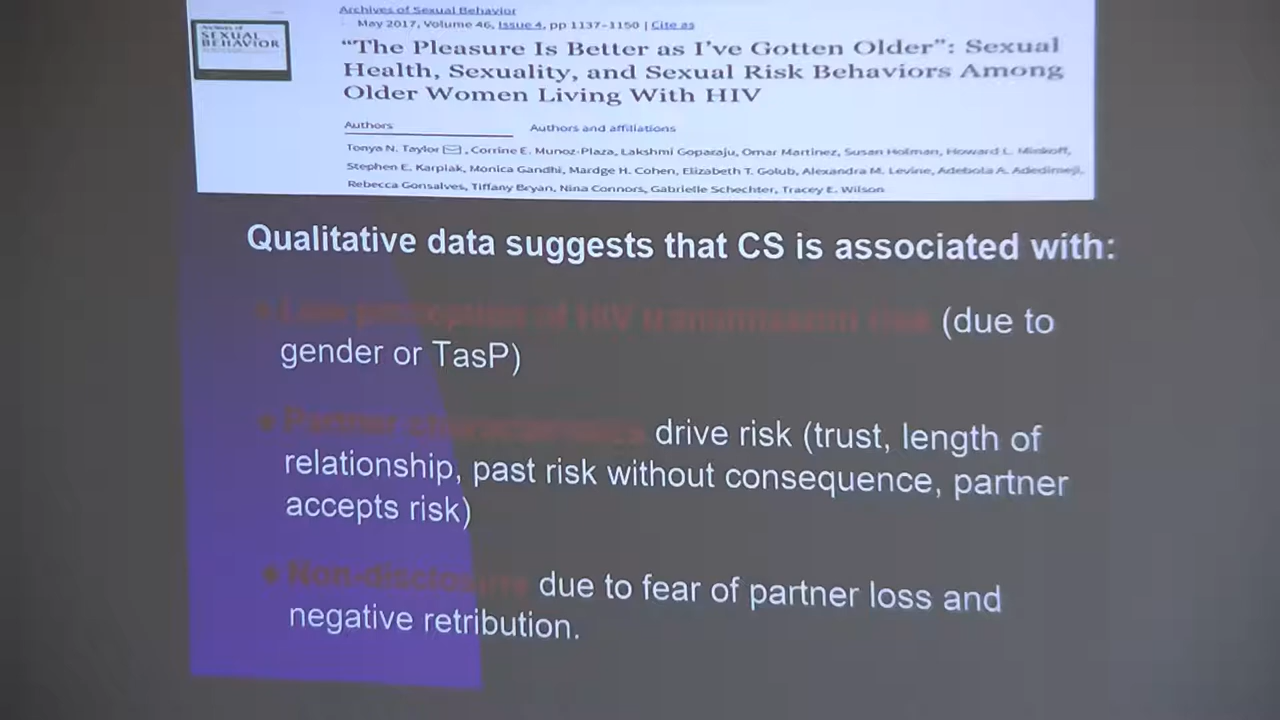 Archives of Sexual Behavior
May 2017, Volume 46, Issue 4, pp 1137–1150 | Cite as
Archives of
SEXUAL
BEHAVIOR
“The Pleasure Is Better as I’ve Gotten Older”: Sexual
Health, Sexuality, and Sexual Risk Behaviors Among
Older Women Living With HIV
Authors
Authors and affiliations
Tonya N. Taylor, Corrine E. Munoz-Plaza, Lakshmi Goparaju, Omar Martinez, Susan Holman, Howard L. Minkoff,
Stephen E. Karpiak, Monica Gandhi, Mardge H. Cohen, Elizabeth T. Golub, Alexandra M. Levine, Adebola A. Adedimeji,
Rebecca Gonsalves, Tiffany Bryan, Nina Connors, Gabrielle Schechter, Tracey E. Wilson
Qualitative data suggests that CS is associated with:
• Low perception of HIV transmission risk (due to
gender or TasP)
• Partner characteristics drive risk (trust, length of
relationship, past risk without consequence, partner
accepts risk)
• Non-disclosure due to fear of partner loss and
negative retribution.